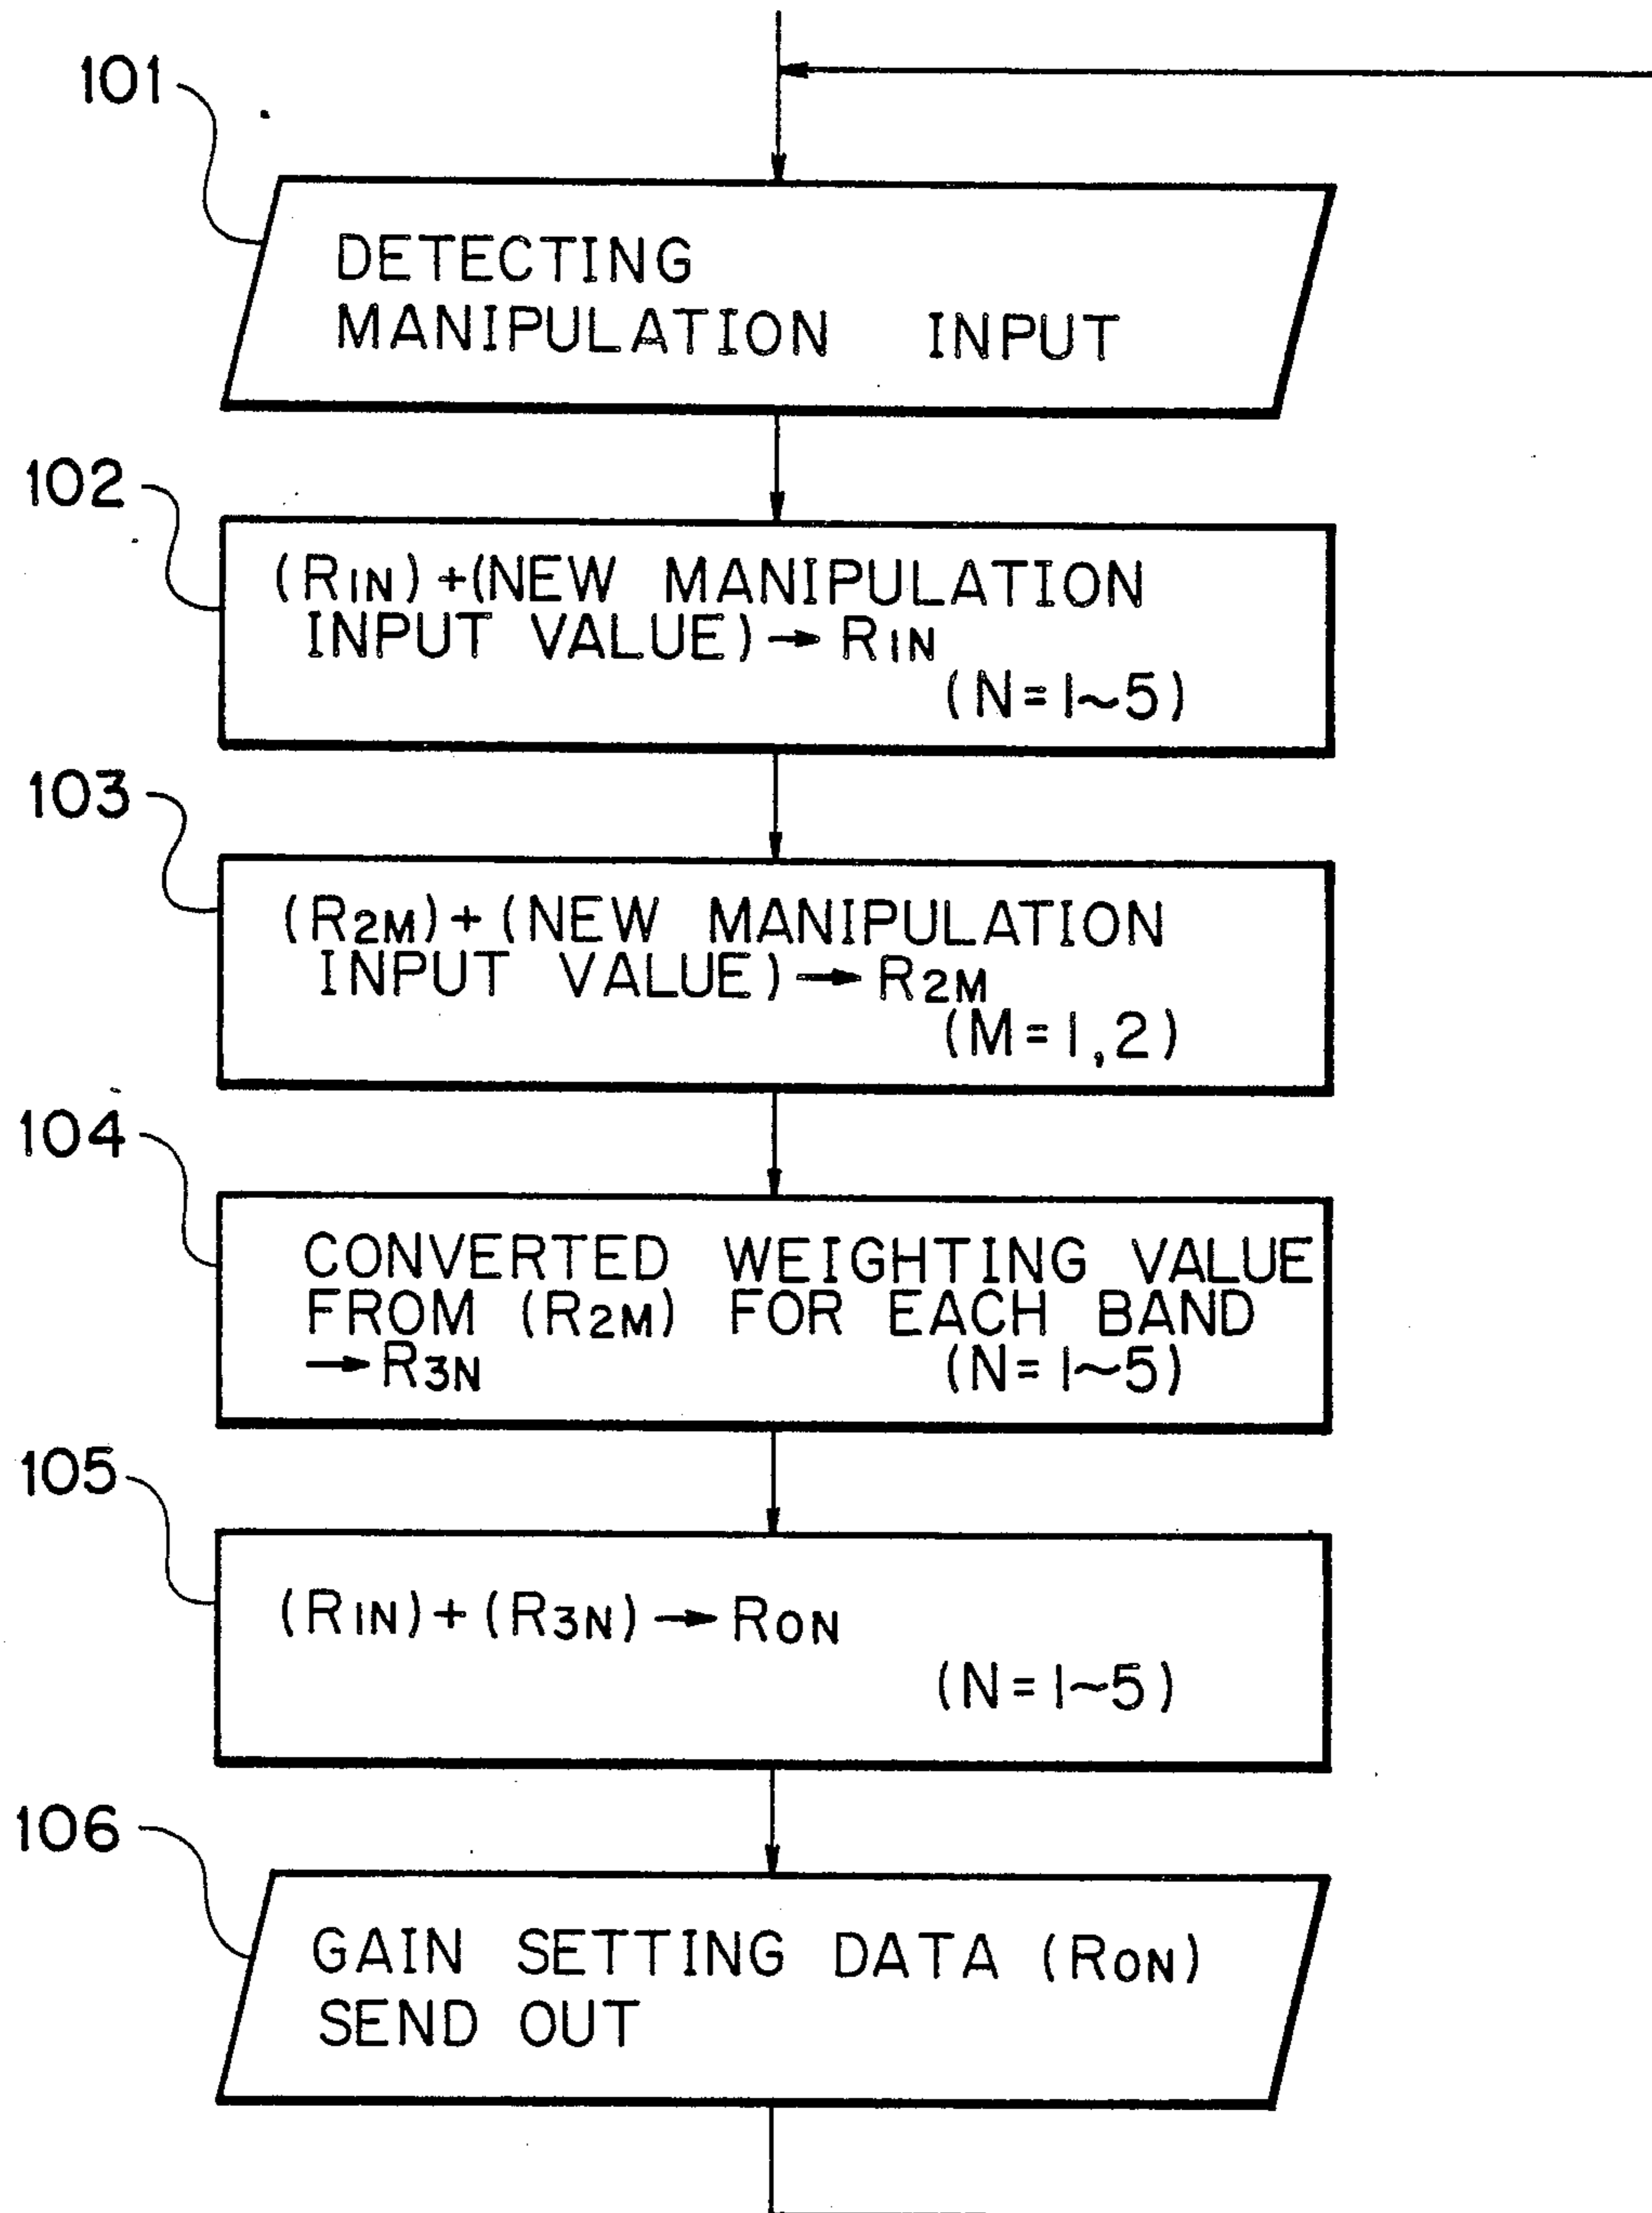 101
DETECTING
MANIPULATION INPUT
102
(R1N)+(NEW MANIPULATION
INPUT VALUE)→R1N
(N=1~5)
103
(R2M)+(NEW MANIPULATION
INPUT VALUE)→R2M
(M=1,2)
104
CONVERTED WEIGHTING VALUE
FROM (R2M) FOR EACH BAND
→R3N (N=1~5)
105
(R1N)+(R3N)→R0N
(N=1~5)
106
GAIN SETTING DATA (R0N)
SEND OUT